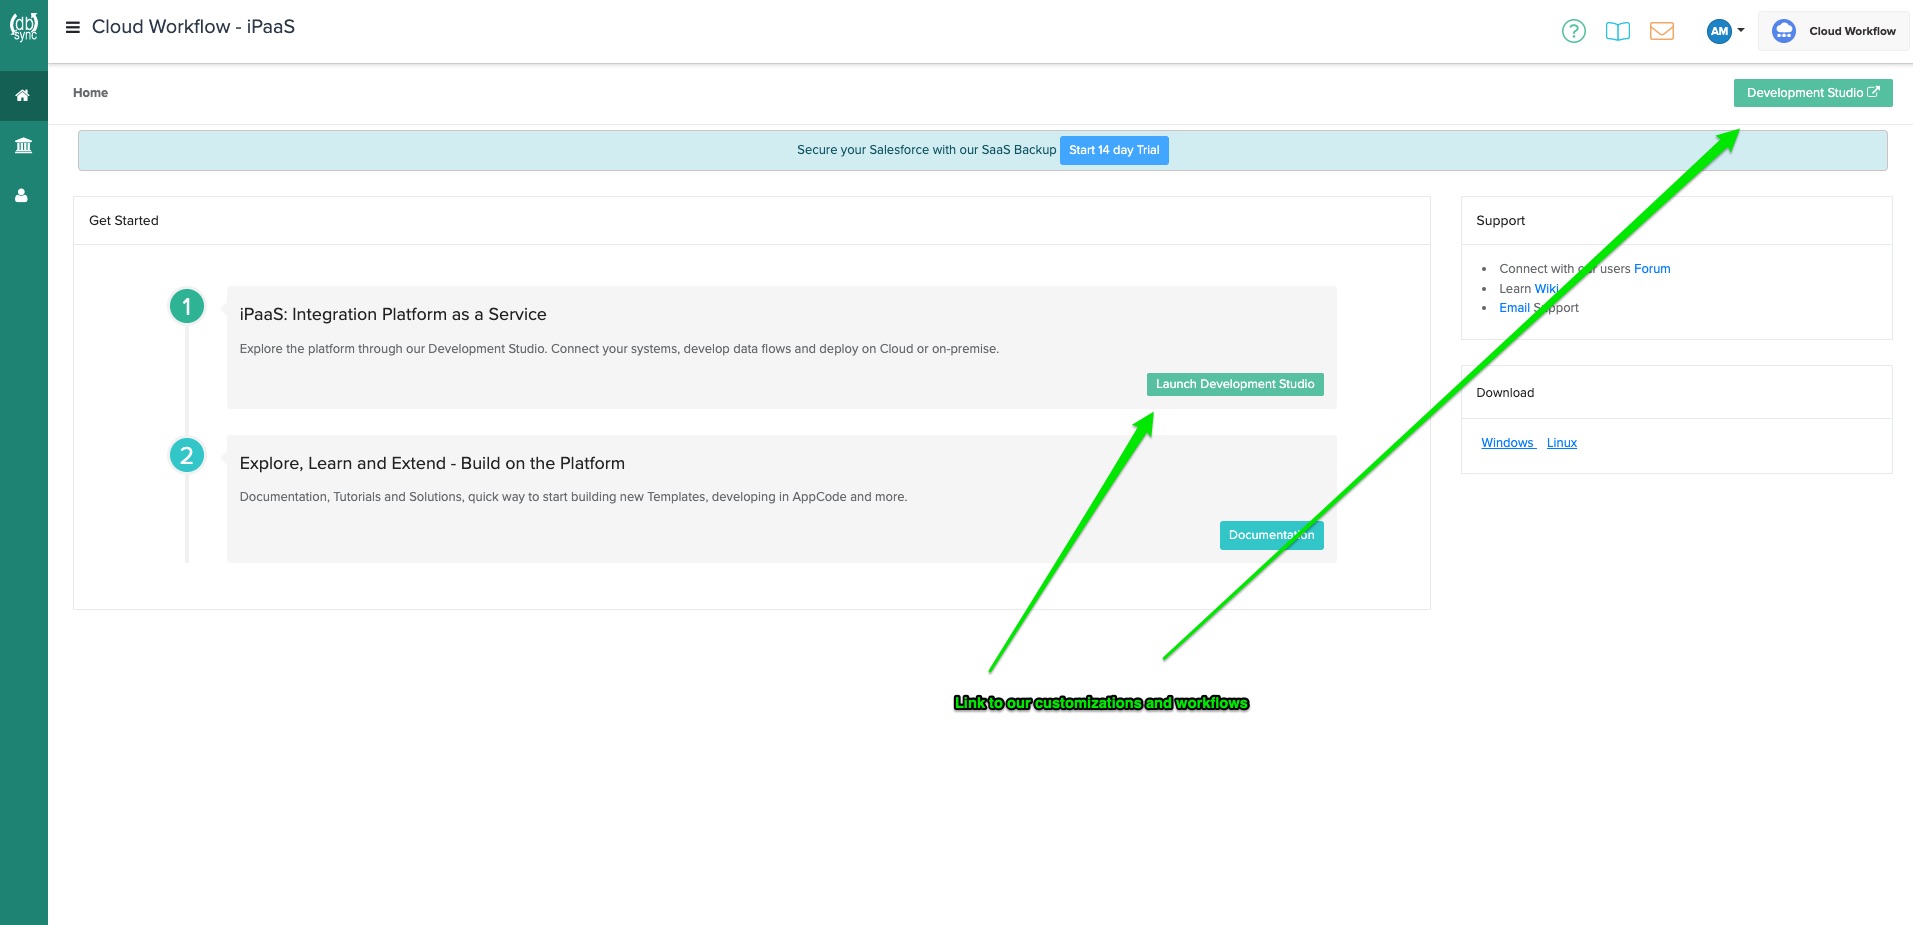 db
sync
Cloud Workflow - iPaaS
?
AM
Cloud Workflow
Home
Development Studio
Secure your Salesforce with our SaaS Backup Start 14 day Trial
Get Started
1
iPaaS: Integration Platform as a Service
Explore the platform through our Development Studio. Connect your systems, develop data flows and deploy on Cloud or on-premise.
Launch Development Studio
2
Explore, Learn and Extend - Build on the Platform
Documentation, Tutorials and Solutions, quick way to start building new Templates, developing in AppCode and more.
Documentation
Support
Connect with our users Forum
Learn Wiki
Email Support
Download
Windows Linux
Link to our customizations and workflows